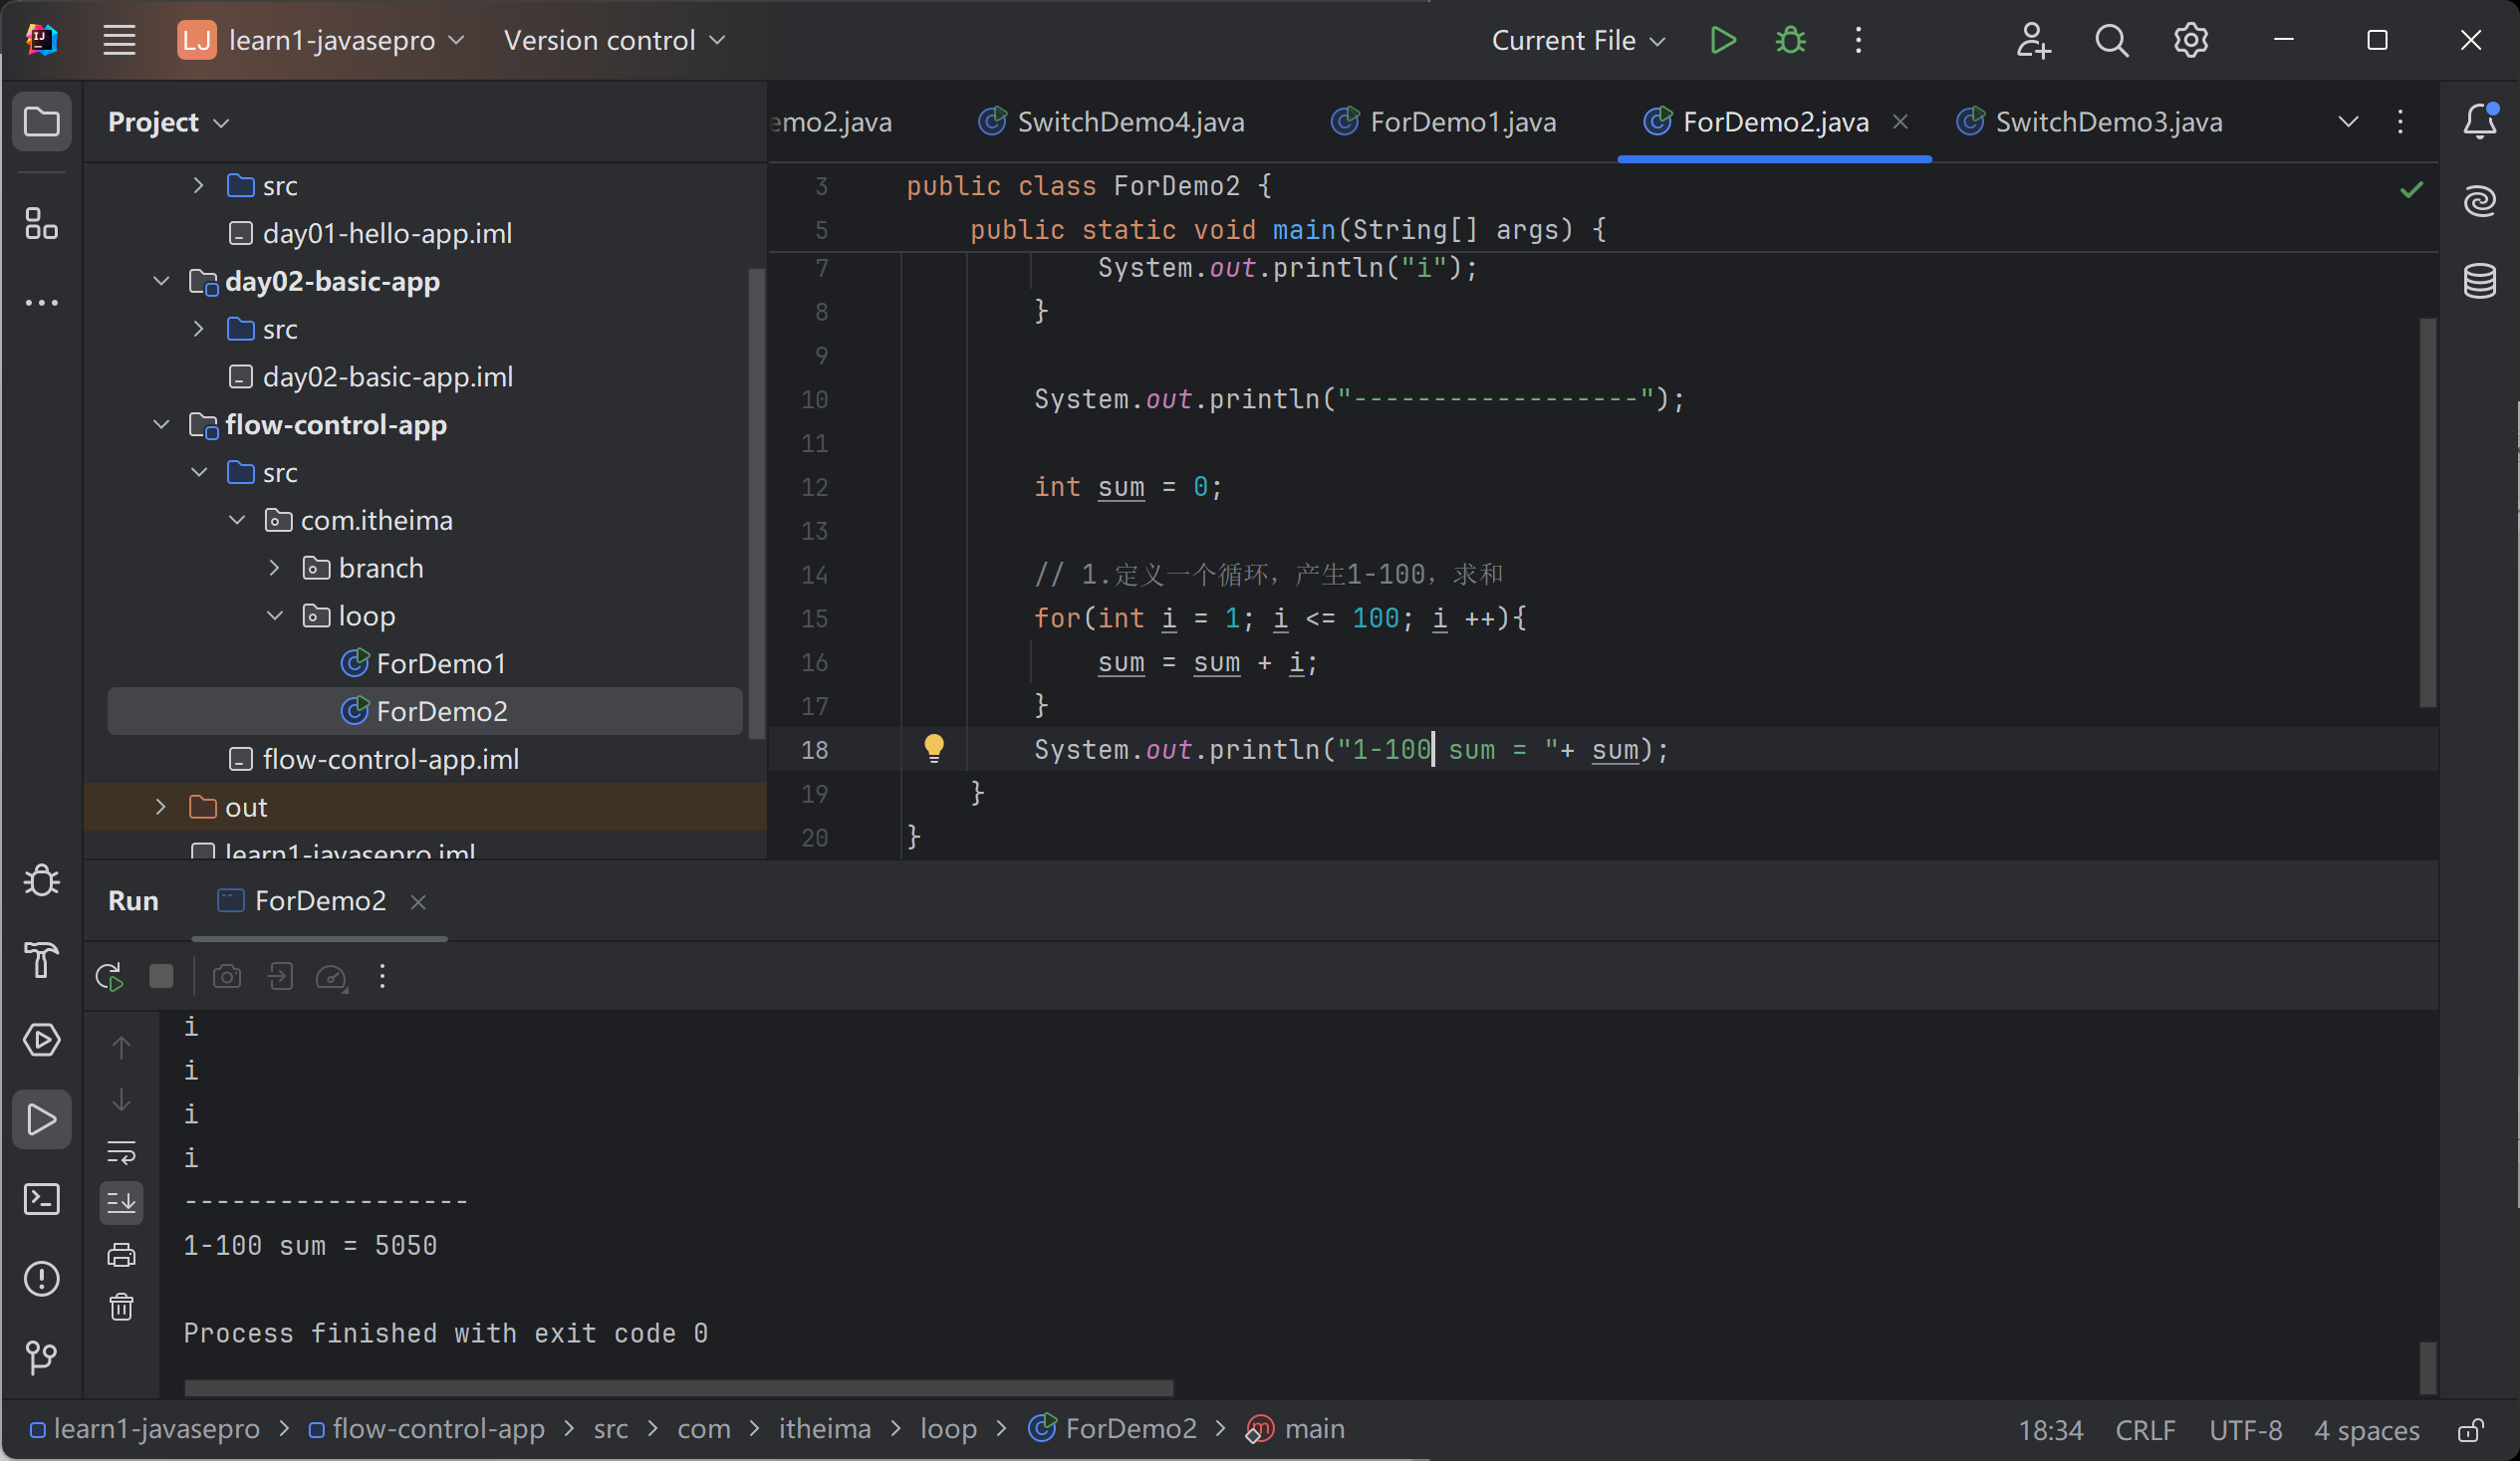 LJ learn1-javasepro Version control Current File
Project
emo2.java SwitchDemo4.java ForDemo1.java ForDemo2.java SwitchDemo3.java
src
day01-hello-app.iml
day02-basic-app
src
day02-basic-app.iml
flow-control-app
src
com.itheima
branch
loop
ForDemo1
ForDemo2
flow-control-app.iml
out
learn1-javasepro.iml
3 public class ForDemo2 {
5 public static void main(String[] args) {
7 System.out.println("i");
8 }
9
10 System.out.println("------------------");
11
12 int sum = 0;
13
14 // 1.定义一个循环，产生1-100，求和
15 for(int i = 1; i <= 100; i ++){
16 sum = sum + i;
17 }
18 System.out.println("1-100 sum = "+ sum);
19 }
20 }
Run ForDemo2
i
i
i
i
------------------
1-100 sum = 5050
Process finished with exit code 0
learn1-javasepro > flow-control-app > src > com > itheima > loop > ForDemo2 > main 18:34 CRLF UTF-8 4 spaces